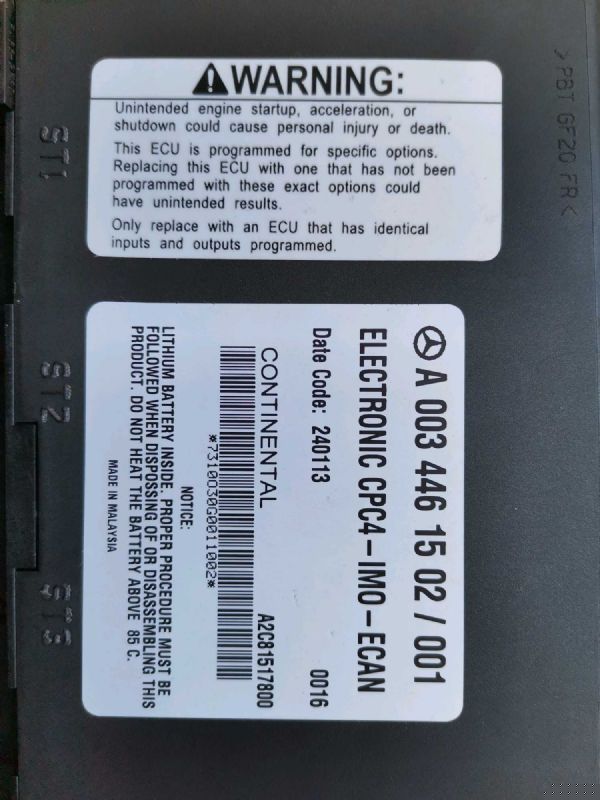 WARNING:
Unintended engine startup, acceleration, or
shutdown could cause personal injury or death.
This ECU is programmed for specific options.
Replacing this ECU with one that has not been
programmed with these exact options could
have unintended results.
Only replace with an ECU that has identical
inputs and outputs programmed.
>PBT GF20 FR<
ST1
ST2
ST3
A 003 446 15 02 / 001
ELECTRONIC CPC4-IMO-ECAN
Date Code: 240113 0016
CONTINENTAL A2C81517800
*7310Q30G0011002*
NOTICE:
LITHIUM BATTERY INSIDE. PROPER PROCEDURE MUST BE
FOLLOWED WHEN DISPOSSING OF OR DISASSEMBLING THIS
PRODUCT. DO NOT HEAT THE BATTERY ABOVE 85 C.
MADE IN MALAYSIA